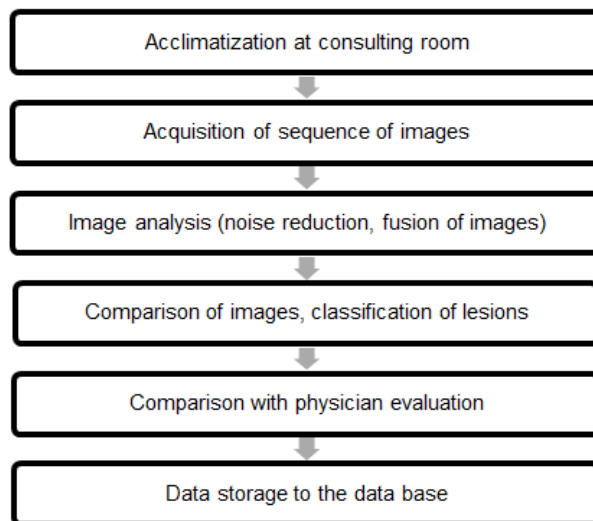 Acclimatization at consulting room
Acquisition of sequence of images
Image analysis (noise reduction, fusion of images)
Comparison of images, classification of lesions
Comparison with physician evaluation
Data storage to the data base